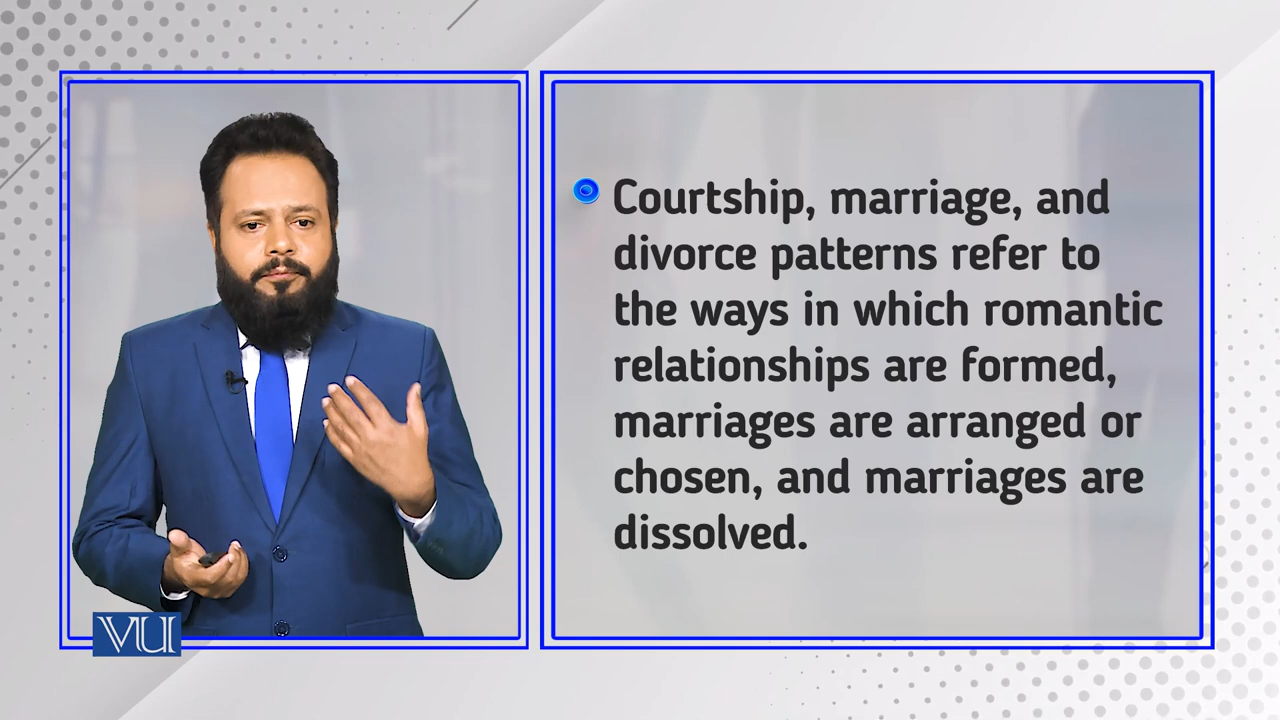 Courtship, marriage, and
divorce patterns refer to
the ways in which romantic
relationships are formed,
marriages are arranged or
chosen, and marriages are
dissolved.
VU